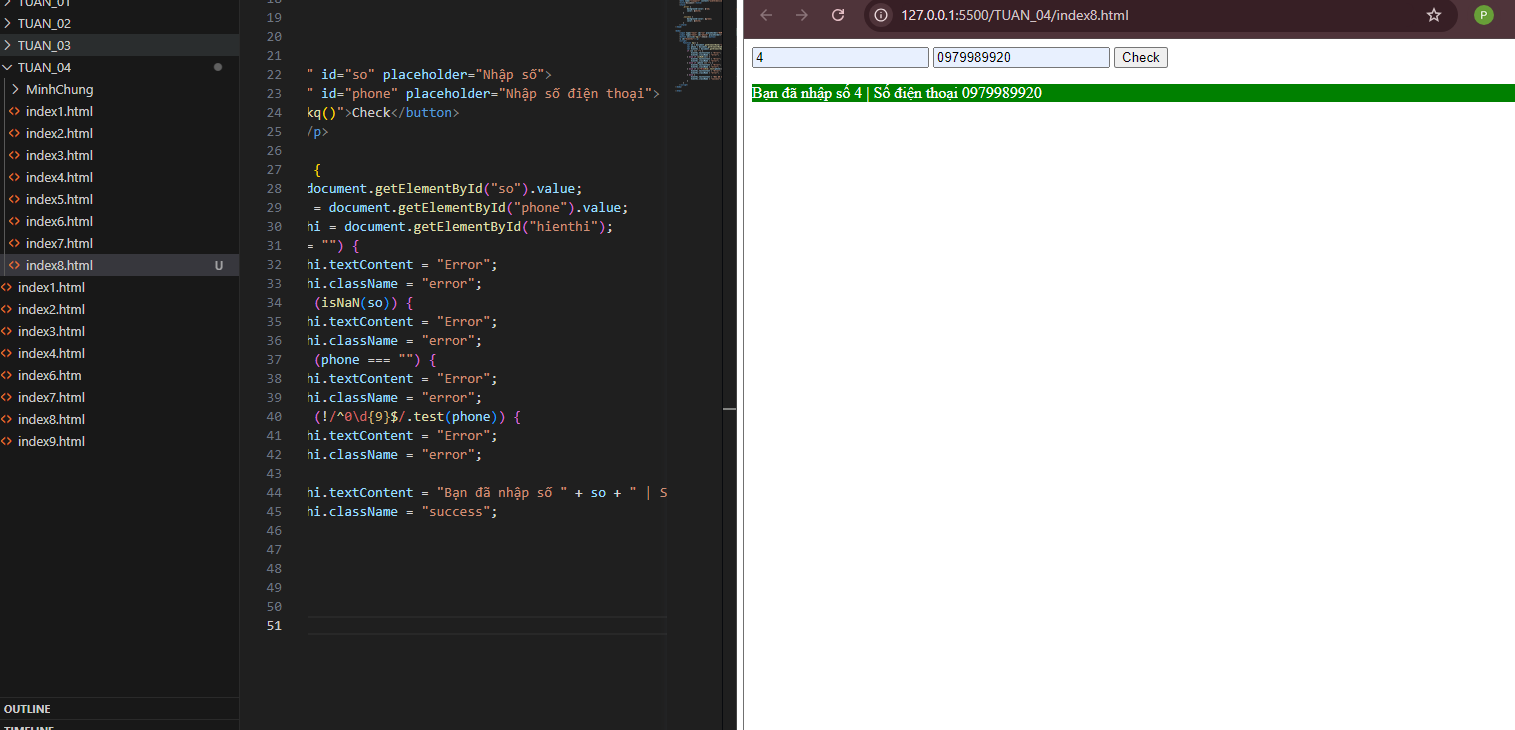 TUAN_01
TUAN_02
TUAN_03
TUAN_04
MinhChung
index1.html
index2.html
index3.html
index4.html
index5.html
index6.html
index7.html
index8.html U
index1.html
index2.html
index3.html
index4.html
index6.htm
index7.html
index8.html
index9.html
OUTLINE
TIMELINE
18
19
20
21
22 " id="so" placeholder="Nhập số">
23 " id="phone" placeholder="Nhập số điện thoại">
24 kq()">Check</button>
25 /p>
26
27 {
28 document.getElementById("so").value;
29 = document.getElementById("phone").value;
30 hi = document.getElementById("hienthi");
31 = "") {
32 hi.textContent = "Error";
33 hi.className = "error";
34 (isNaN(so)) {
35 hi.textContent = "Error";
36 hi.className = "error";
37 (phone === "") {
38 hi.textContent = "Error";
39 hi.className = "error";
40 (!/^0\d{9}$/.test(phone)) {
41 hi.textContent = "Error";
42 hi.className = "error";
43
44 hi.textContent = "Bạn đã nhập số " + so + " | S
45 hi.className = "success";
46
47
48
49
50
51
127.0.0.1:5500/TUAN_04/index8.html P
4 0979989920 Check
Bạn đã nhập số 4 | Số điện thoại 0979989920